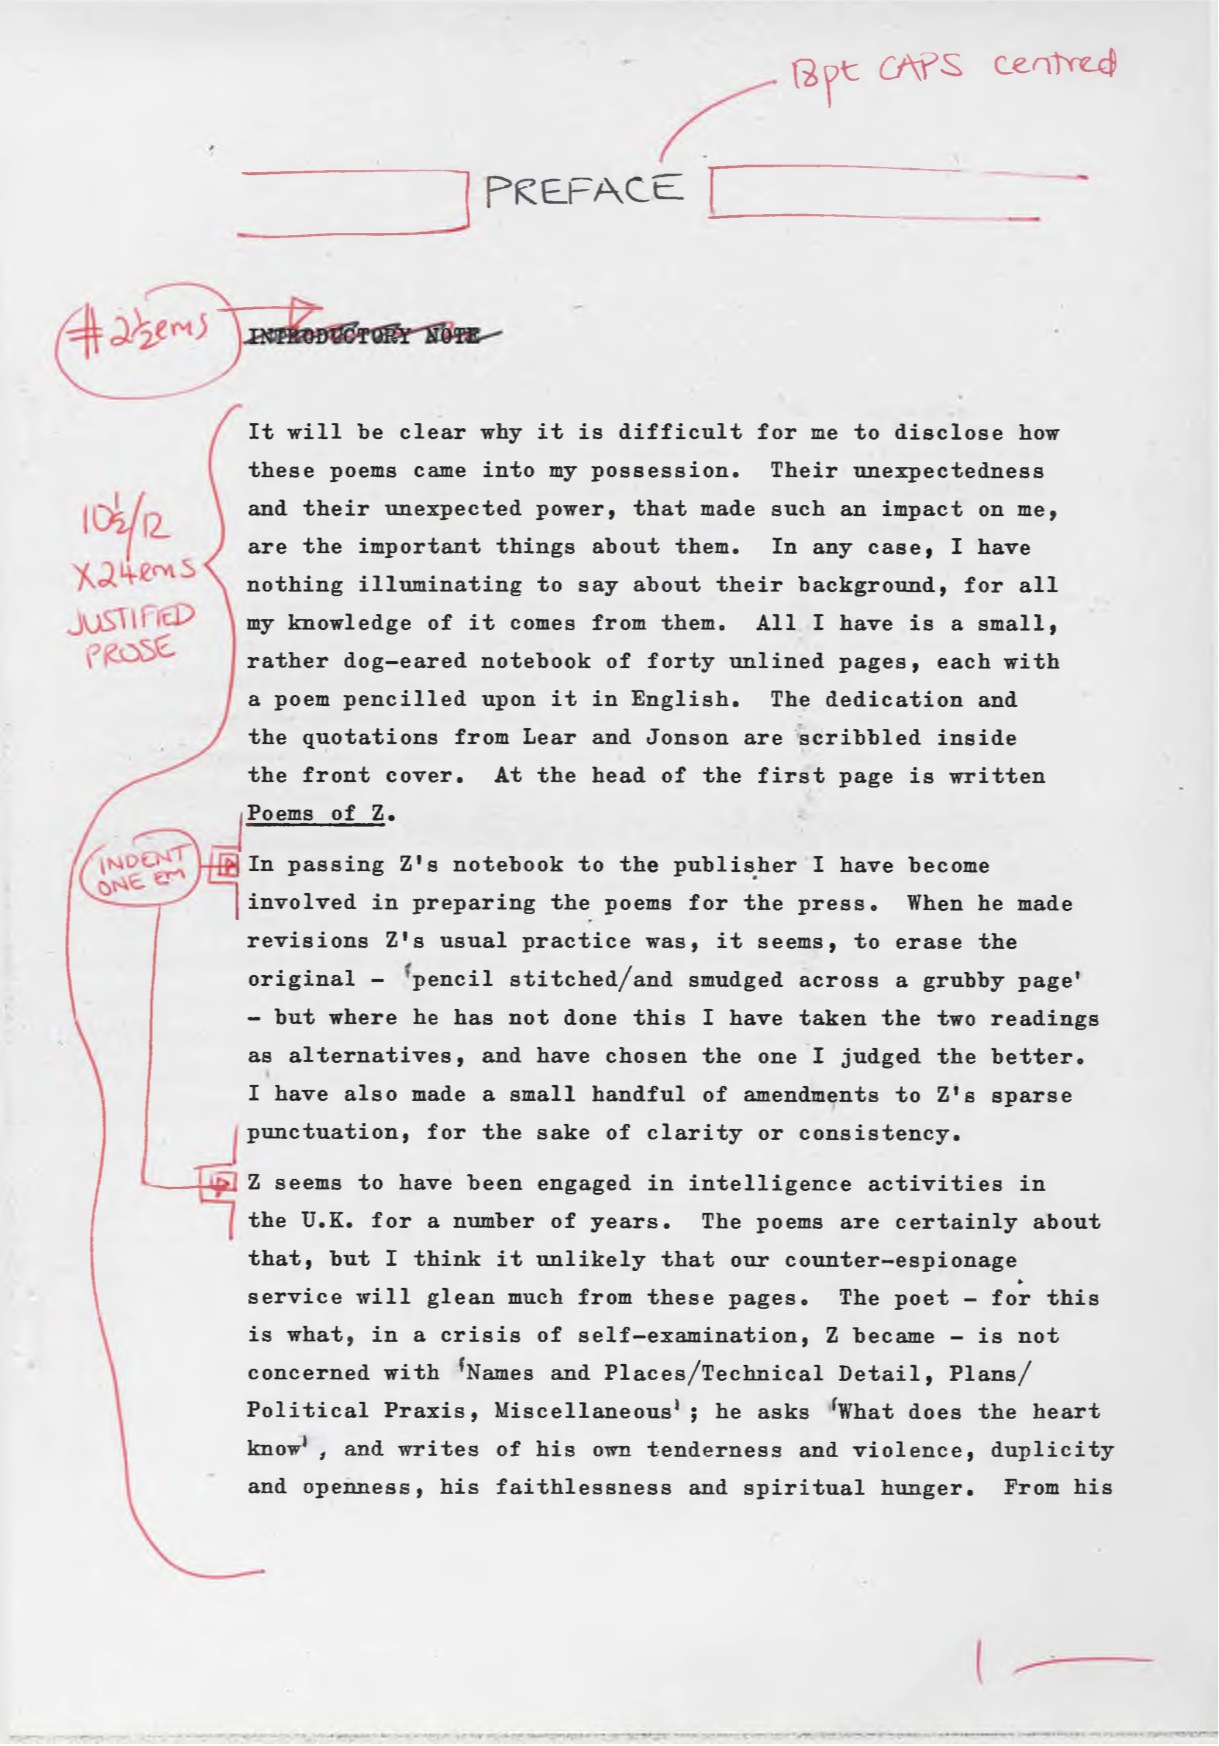 18pt CAPS centred
PREFACE
# 2½ems
INTRODUCTORY NOTE
It will be clear why it is difficult for me to disclose how
these poems came into my possession.  Their unexpectedness
and their unexpected power, that made such an impact on me,
are the important things about them.  In any case, I have
nothing illuminating to say about their background, for all
my knowledge of it comes from them.  All I have is a small,
rather dog-eared notebook of forty unlined pages, each with
a poem pencilled upon it in English.  The dedication and
the quotations from Lear and Jonson are scribbled inside
the front cover.  At the head of the first page is written
Poems of Z.
10½/12
X24ems
JUSTIFIED
PROSE
INDENT
ONE EM
In passing Z's notebook to the publisher I have become
involved in preparing the poems for the press.  When he made
revisions Z's usual practice was, it seems, to erase the
original - 'pencil stitched/and smudged across a grubby page'
- but where he has not done this I have taken the two readings
as alternatives, and have chosen the one I judged the better.
I have also made a small handful of amendments to Z's sparse
punctuation, for the sake of clarity or consistency.
Z seems to have been engaged in intelligence activities in
the U.K. for a number of years.  The poems are certainly about
that, but I think it unlikely that our counter-espionage
service will glean much from these pages.  The poet - for this
is what, in a crisis of self-examination, Z became - is not
concerned with 'Names and Places/Technical Detail, Plans/
Political Praxis, Miscellaneous'; he asks 'What does the heart
know', and writes of his own tenderness and violence, duplicity
and openness, his faithlessness and spiritual hunger.  From his